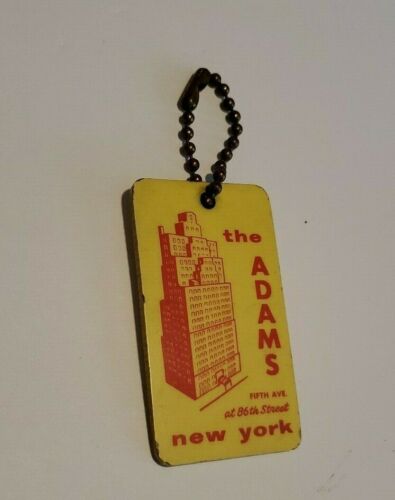 the
ADAMS
FIFTH AVE.
at 86th Street
new york